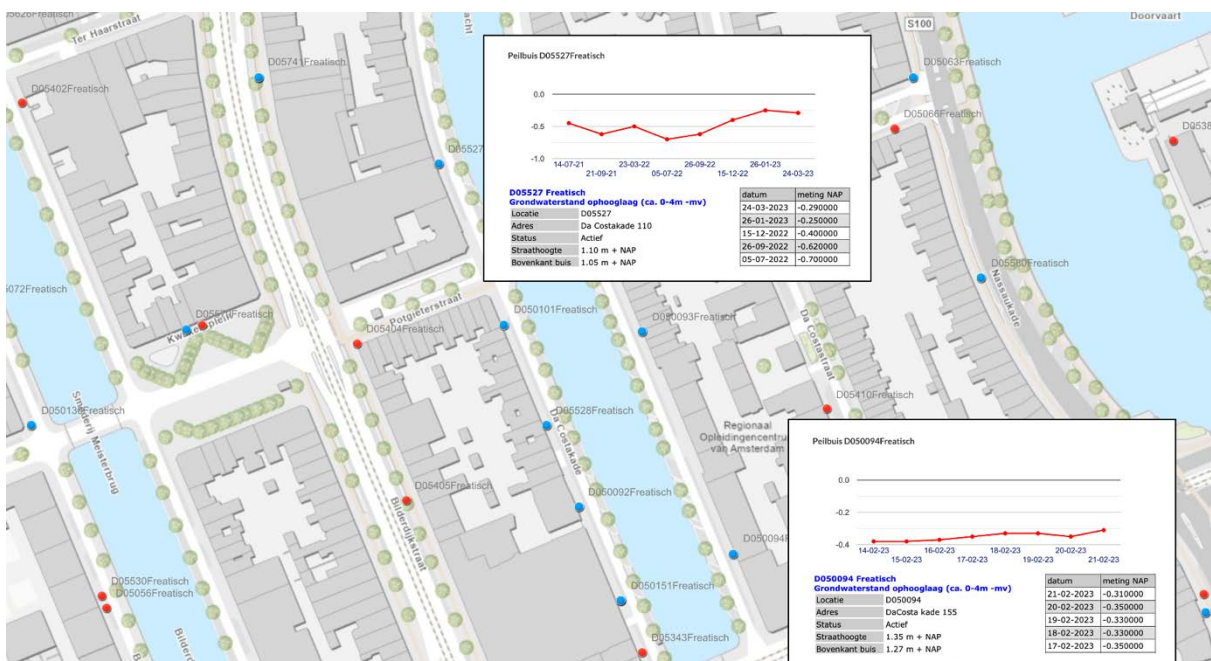 05626Freatisch
Ter Haarstraat
S100
Doorvaart
D05402Freatisch
D05741Freatisch
D05527
D05063Freatisch
D05066Freatisch
D0538
Peilbuis D05527Freatisch
0.0
-0.5
-1.0
14-07-21
21-09-21
23-03-22
05-07-22
26-09-22
15-12-22
26-01-23
24-03-23
D05527 Freatisch
Grondwaterstand ophooglaag (ca. 0-4m -mv)
Locatie D05527
Adres Da Costakade 110
Status Actief
Straathoogte 1.10 m + NAP
Bovenkant buis 1.05 m + NAP
datum meting NAP
24-03-2023 -0.290000
26-01-2023 -0.250000
15-12-2022 -0.400000
26-09-2022 -0.620000
05-07-2022 -0.700000
5072Freatisch
Potgieterstraat
D05404Freatisch
D050101Freatisch
D050093Freatisch
Da Costastraat
Nassaukade
D05410Freatisch
Smederij Meisterbrug
D05528Freatisch
Da Costakade
Regionaal
Opleidingencentru
van Amsterdam
D05405Freatisch
Bilderdijkstraat
D050092Freatisch
D050094F
D05530Freatisch
D05056Freatisch
D050151Freatisch
D05343Freatisch
Peilbuis D050094Freatisch
0.0
-0.2
-0.4
14-02-23
15-02-23
16-02-23
17-02-23
18-02-23
19-02-23
20-02-23
21-02-23
D050094 Freatisch
Grondwaterstand ophooglaag (ca. 0-4m -mv)
Locatie D050094
Adres DaCosta kade 155
Status Actief
Straathoogte 1.35 m + NAP
Bovenkant buis 1.27 m + NAP
datum meting NAP
21-02-2023 -0.310000
20-02-2023 -0.350000
19-02-2023 -0.330000
18-02-2023 -0.330000
17-02-2023 -0.350000